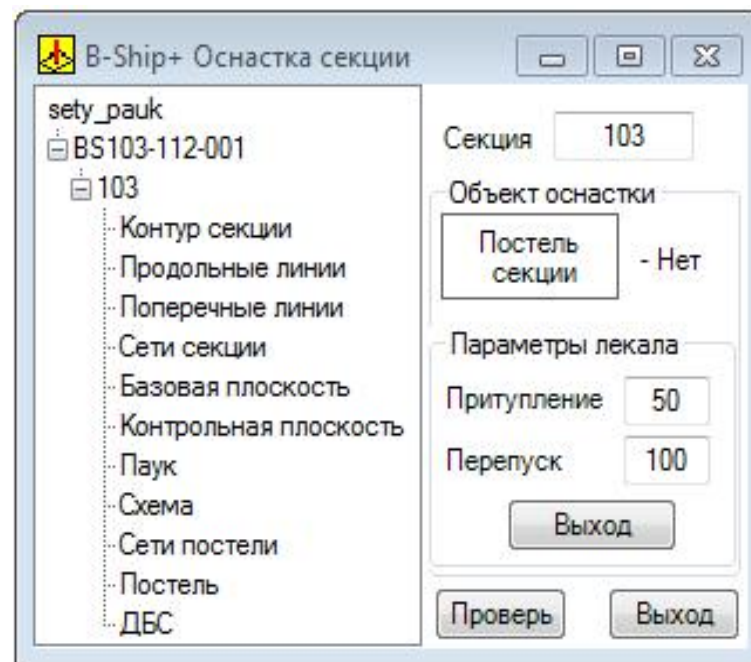 B-Ship+ Оснастка секции
sety_pauk
BS103-112-001
103
Контур секции
Продольные линии
Поперечные линии
Сети секции
Базовая плоскость
Контрольная плоскость
Паук
Схема
Сети постели
Постель
ДБС
Секция 103
Объект оснастки
Постель
секции
- Нет
Параметры лекала
Притупление 50
Перепуск 100
Выход
Проверь Выход